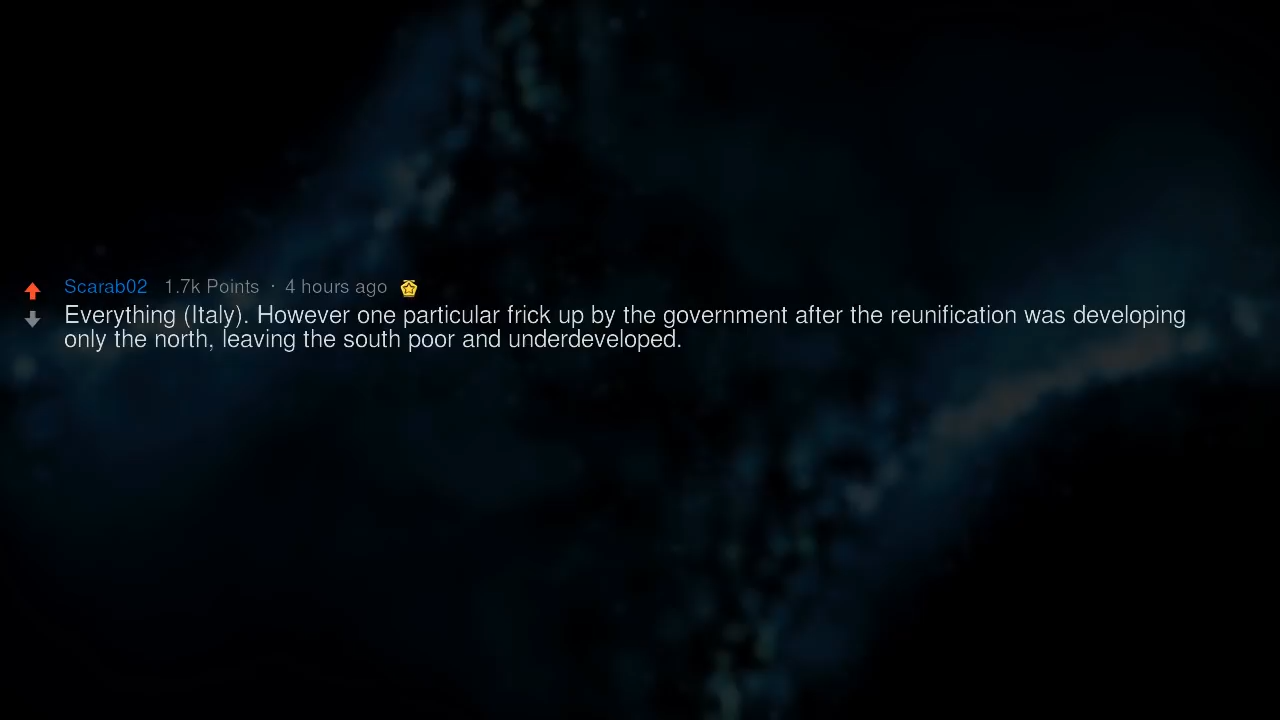 Scarab02 1.7k Points · 4 hours ago
Everything (Italy). However one particular frick up by the government after the reunification was developing
only the north, leaving the south poor and underdeveloped.